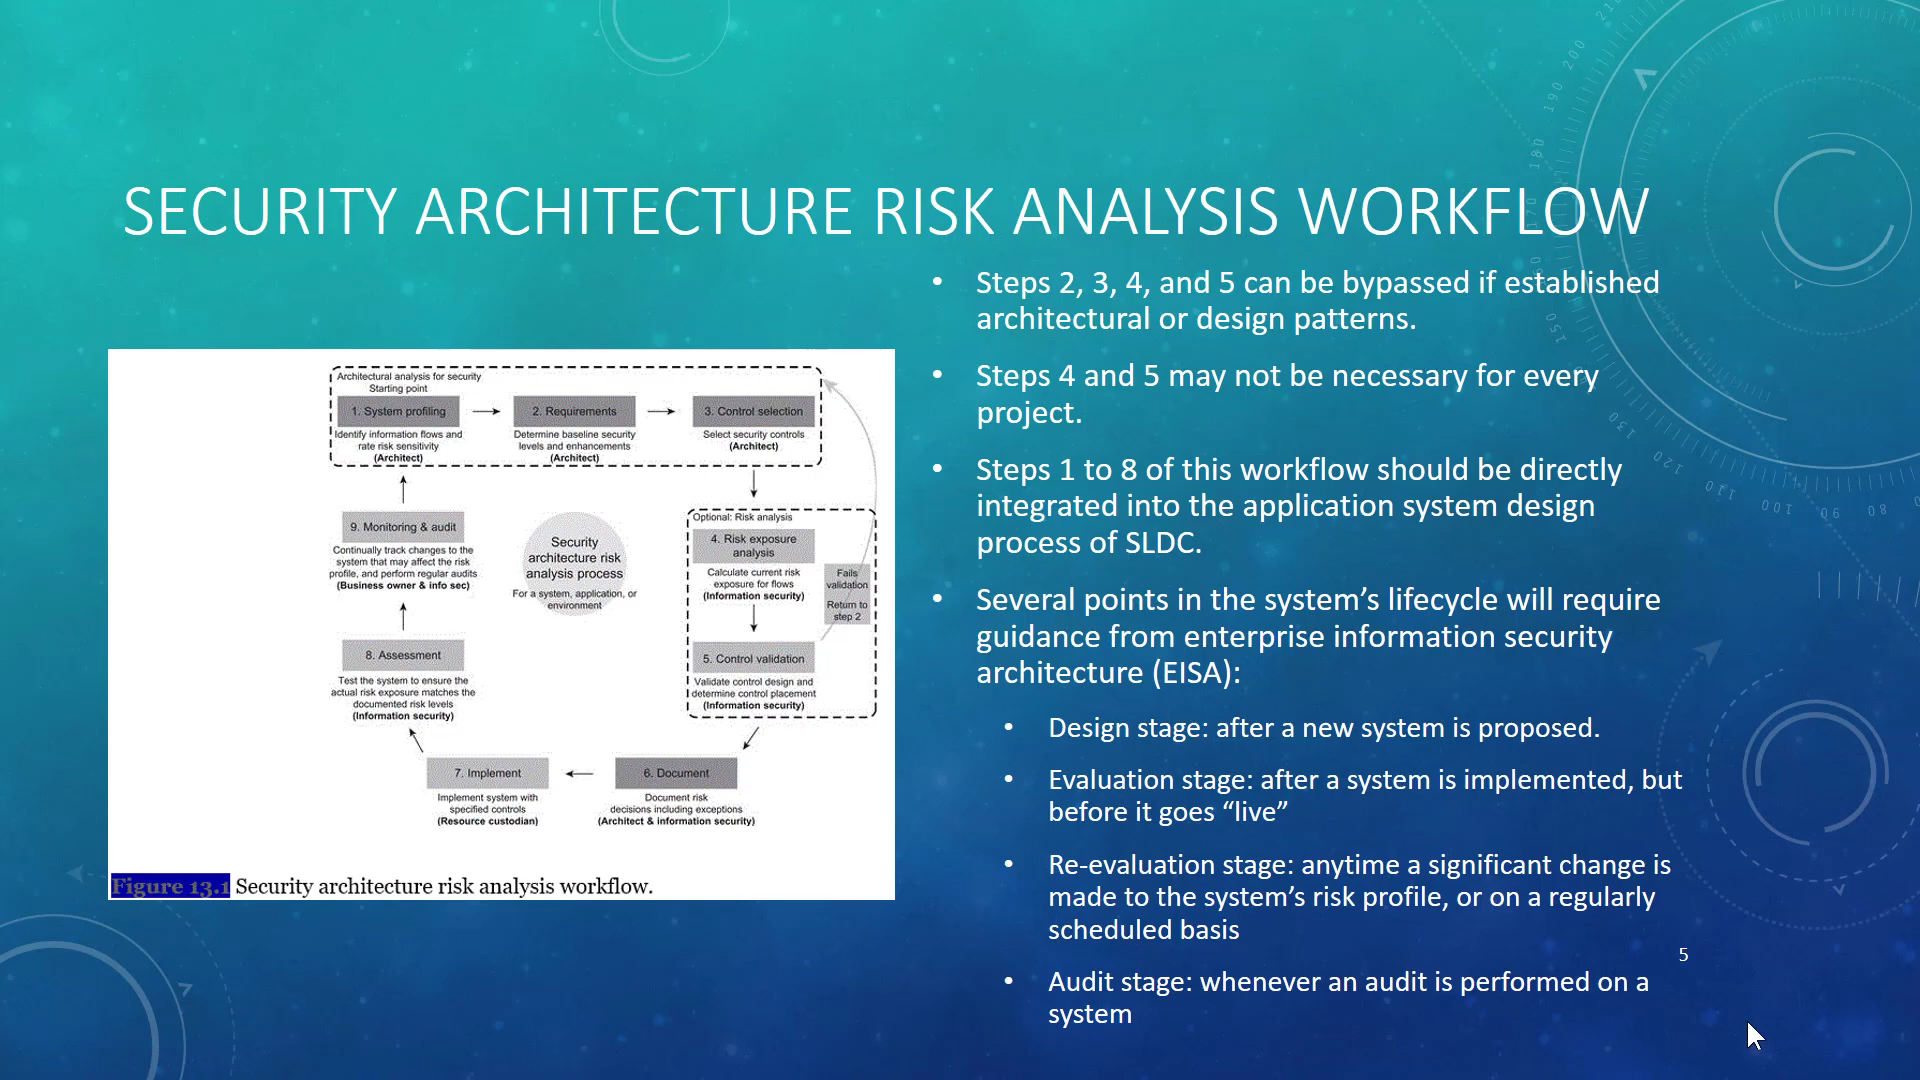 SECURITY ARCHITECTURE RISK ANALYSIS WORKFLOW
Architectural analysis for security
Starting point
1. System profiling
Identify information flows and
rate risk sensitivity
(Architect)
2. Requirements
Determine baseline security
levels and enhancements
(Architect)
3. Control selection
Select security controls
(Architect)
Optional: Risk analysis
4. Risk exposure
analysis
Calculate current risk
exposure for flows
(Information security)
Fails
validation
Return to
step 2
5. Control validation
Validate control design and
determine control placement
(Information security)
6. Document
Document risk
decisions including exceptions
(Architect & information security)
7. Implement
Implement system with
specified controls
(Resource custodian)
8. Assessment
Test the system to ensure the
actual risk exposure matches the
documented risk levels
(Information security)
9. Monitoring & audit
Continually track changes to the
system that may affect the risk
profile, and perform regular audits
(Business owner & info sec)
Security
architecture risk
analysis process
For a system, application, or
environment
Figure 13.1 Security architecture risk analysis workflow.
• Steps 2, 3, 4, and 5 can be bypassed if established
architectural or design patterns.
• Steps 4 and 5 may not be necessary for every
project.
• Steps 1 to 8 of this workflow should be directly
integrated into the application system design
process of SLDC.
• Several points in the system’s lifecycle will require
guidance from enterprise information security
architecture (EISA):
• Design stage: after a new system is proposed.
• Evaluation stage: after a system is implemented, but
before it goes “live”
• Re-evaluation stage: anytime a significant change is
made to the system’s risk profile, or on a regularly
scheduled basis
• Audit stage: whenever an audit is performed on a
system
5